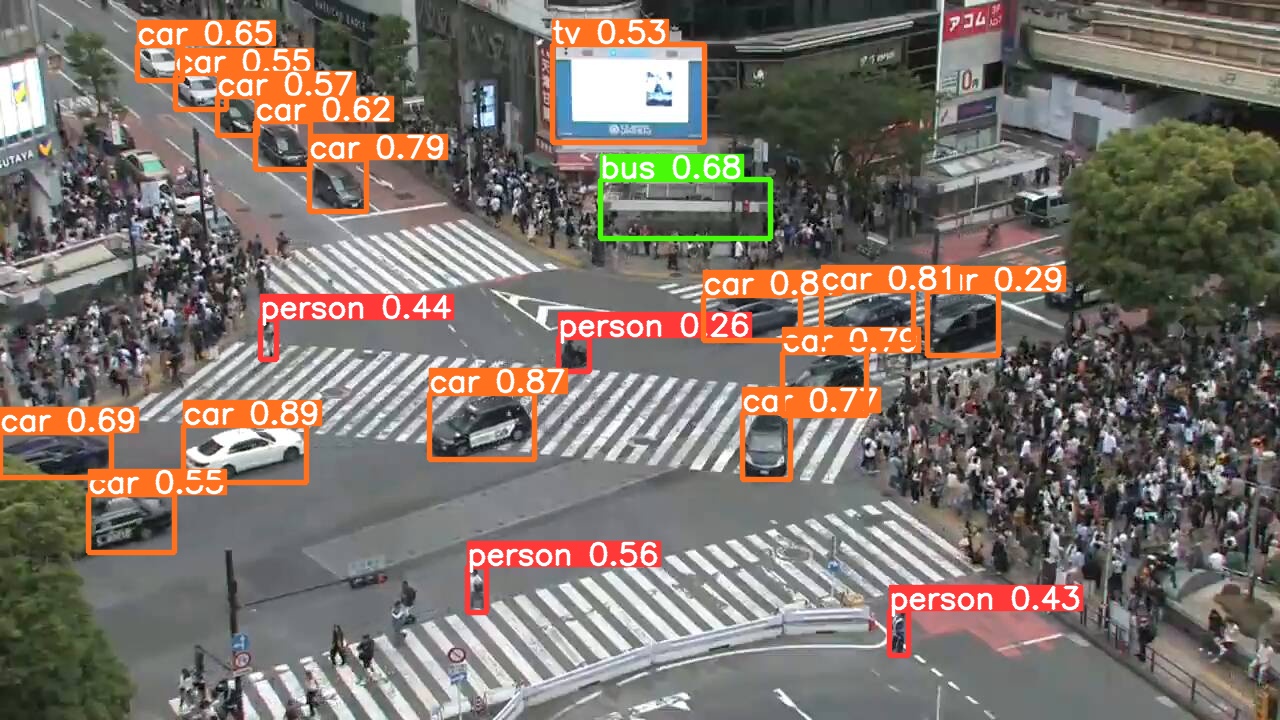 car 0.65
tv 0.53
car 0.55
car 0.57
car 0.62
car 0.79
アコム
bus 0.68
TSUTAYA
car 0.8
car 0.81
0.29
person 0.44
person 0.26
car 0.79
car 0.87
car 0.77
car 0.69
car 0.89
car 0.55
person 0.56
person 0.43